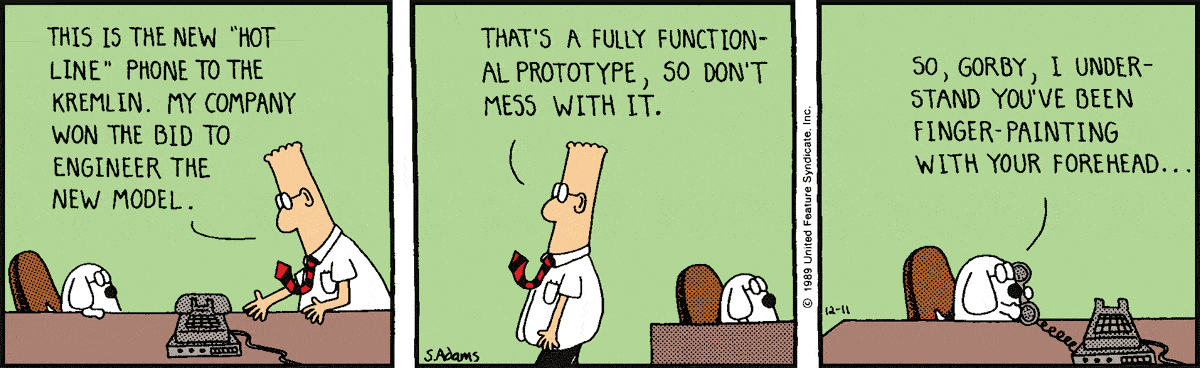 THIS IS THE NEW "HOT
LINE" PHONE TO THE
KREMLIN. MY COMPANY
WON THE BID TO
ENGINEER THE
NEW MODEL.
THAT'S A FULLY FUNCTION-
AL PROTOTYPE, SO DON'T
MESS WITH IT.
S.Adams
© 1989 United Feature Syndicate, Inc.
SO, GORBY, I UNDER-
STAND YOU'VE BEEN
FINGER-PAINTING
WITH YOUR FOREHEAD...
12-11